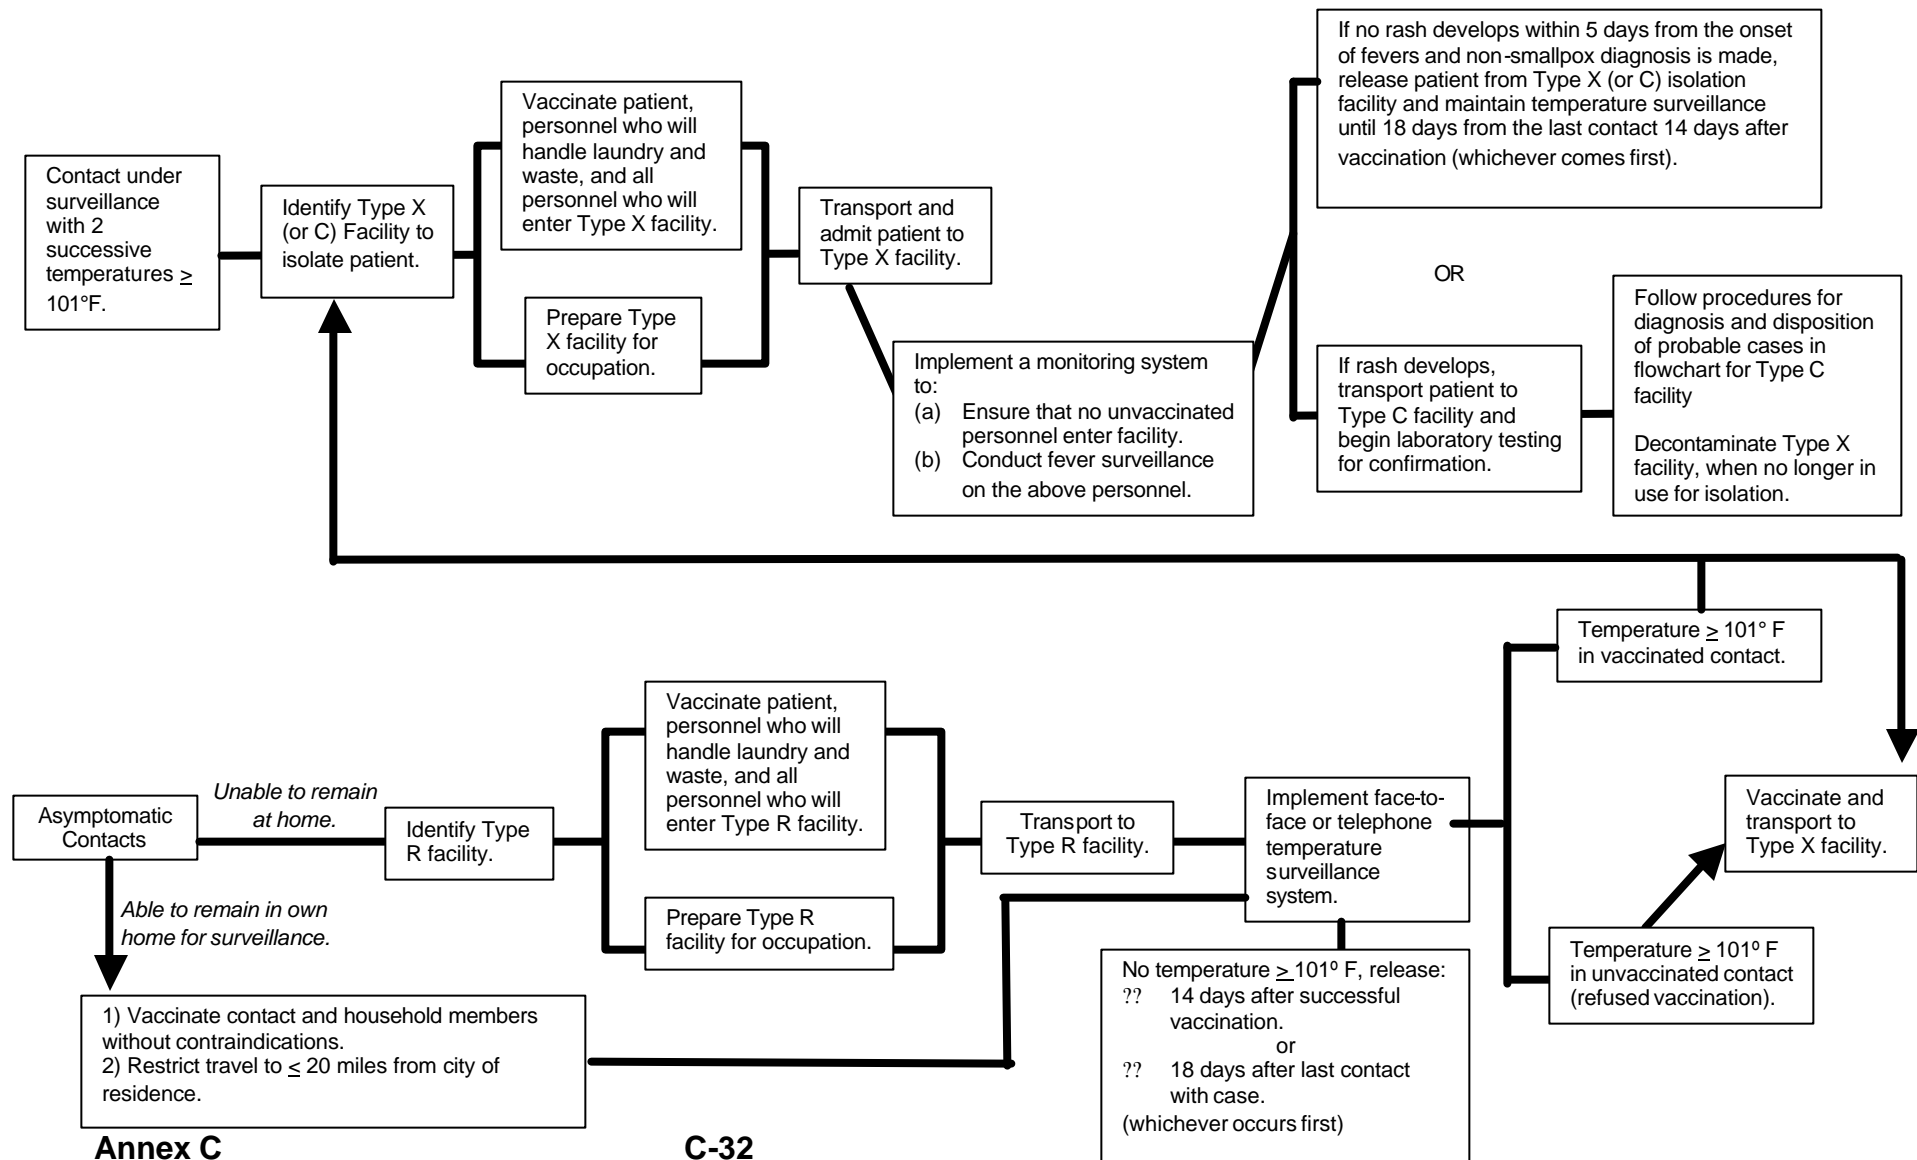 Contact under
surveillance
with 2
successive
temperatures ≥
101°F.
Identify Type X
(or C) Facility to
isolate patient.
Vaccinate patient,
personnel who will
handle laundry and
waste, and all
personnel who will
enter Type X facility.
Prepare Type
X facility for
occupation.
Transport and
admit patient to
Type X facility.
Implement a monitoring system
to:
(a) Ensure that no unvaccinated
personnel enter facility.
(b) Conduct fever surveillance
on the above personnel.
If no rash develops within 5 days from the onset
of fevers and non-smallpox diagnosis is made,
release patient from Type X (or C) isolation
facility and maintain temperature surveillance
until 18 days from the last contact 14 days after
vaccination (whichever comes first).
OR
If rash develops,
transport patient to
Type C facility and
begin laboratory testing
for confirmation.
Follow procedures for
diagnosis and disposition
of probable cases in
flowchart for Type C
facility
Decontaminate Type X
facility, when no longer in
use for isolation.
Asymptomatic
Contacts
Unable to remain
at home.
Able to remain in own
home for surveillance.
1) Vaccinate contact and household members
without contraindications.
2) Restrict travel to ≤ 20 miles from city of
residence.
Identify Type
R facility.
Vaccinate patient,
personnel who will
handle laundry and
waste, and all
personnel who will
enter Type R facility.
Prepare Type R
facility for occupation.
Transport to
Type R facility.
Implement face-to-
face or telephone
temperature
surveillance
system.
No temperature ≥ 101º F, release:
?? 14 days after successful
vaccination.
or
?? 18 days after last contact
with case.
(whichever occurs first)
Temperature ≥ 101° F
in vaccinated contact.
Temperature ≥ 101º F
in unvaccinated contact
(refused vaccination).
Vaccinate and
transport to
Type X facility.
Annex C
C-32